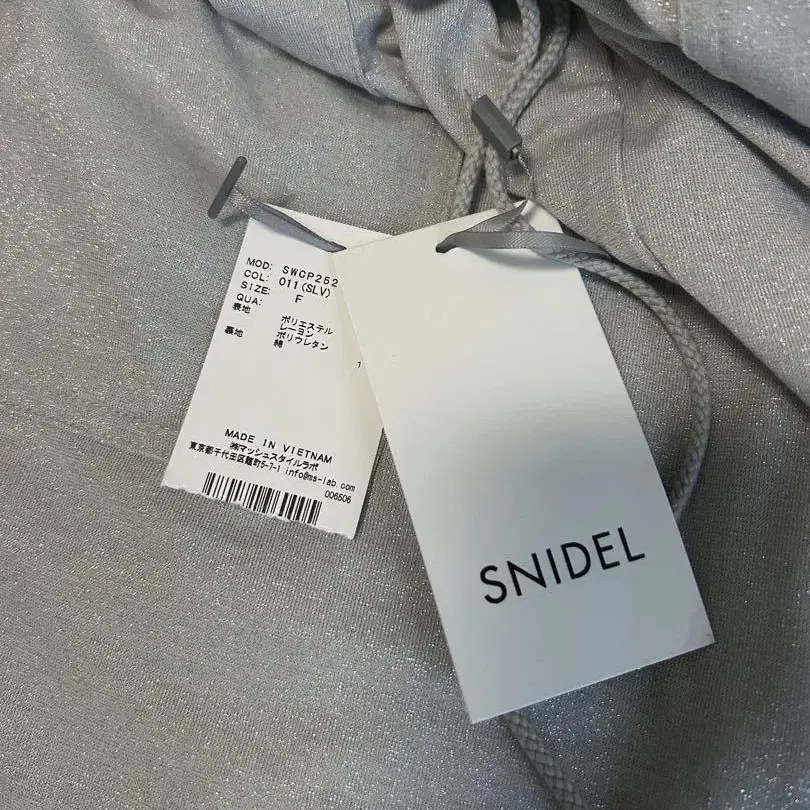 MOD: SWCP252
COL: 011(SLV)
SIZE: F
QUA:
表地 ポリエステル
レーヨン
ポリウレタン
裏地 綿
7
MADE IN VIETNAM
㈱マッシュスタイルラボ
東京都千代田区麹町5-7-1 info@ms-lab.com
006506
SNIDEL